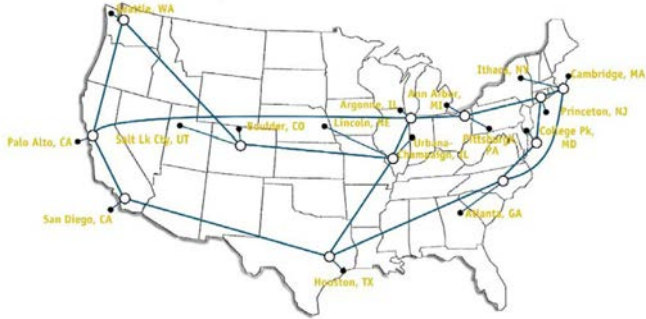 Seattle, WA
Ithaca, NY
Cambridge, MA
Ann Arbor,
MI
Argonne, IL
Princeton, NJ
Lincoln, NE
Boulder, CO
Salt Lk Cty, UT
Palo Alto, CA
College Pk,
MD
Pittsburgh,
PA
Urbana-
Champaign, IL
San Diego, CA
Atlanta, GA
Houston, TX